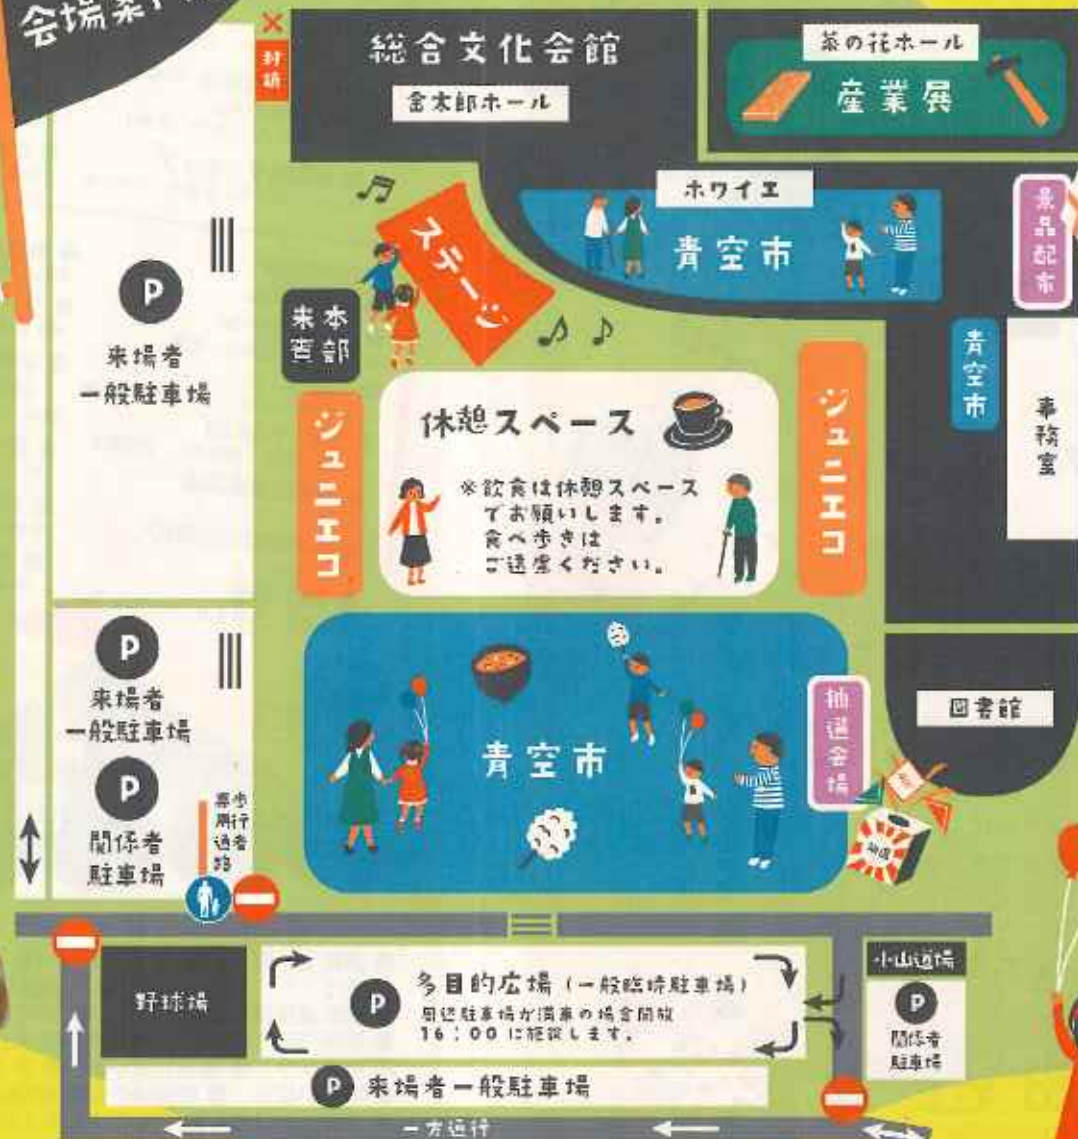 会場案内
封鎖
総合文化会館
金太郎ホール
菜の花ホール
産業展
ホワイエ
青空市
景品配布
ステージ
本部
来賓
P
来場者
一般駐車場
青空市
事務室
ジュニエコ
休憩スペース
※飲食は休憩スペース
でお願いします。
食べ歩きは
ご遠慮ください。
ジュニエコ
P
来場者
一般駐車場
P
関係者
駐車場
歩行者
専用通路
青空市
抽選会場
抽選
図書館
野球場
P
多目的広場(一般臨時駐車場)
周辺駐車場が満車の場合開放
16:00に施錠します。
小山道場
P
関係者
駐車場
P 来場者一般駐車場
一方通行